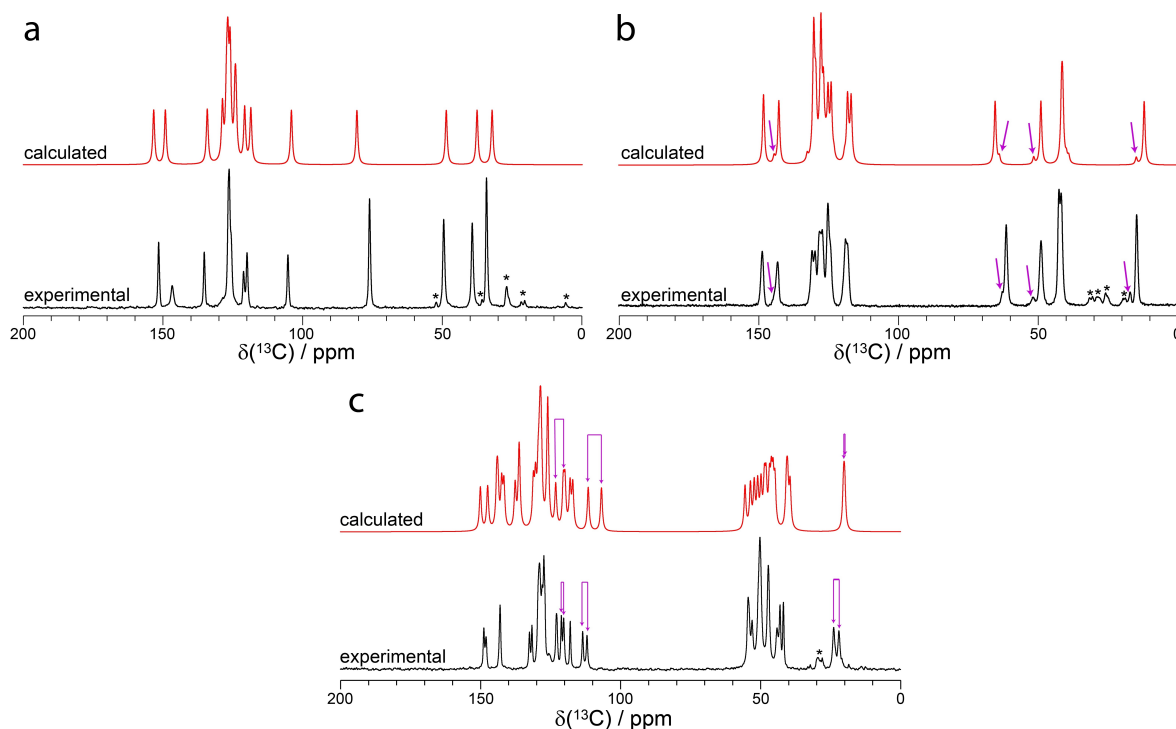 a
calculated
experimental
* * * * *
200 150 100 50 0
δ(¹³C) / ppm
b
calculated
experimental
* * * *
200 150 100 50 0
δ(¹³C) / ppm
c
calculated
experimental
*
200 150 100 50 0
δ(¹³C) / ppm